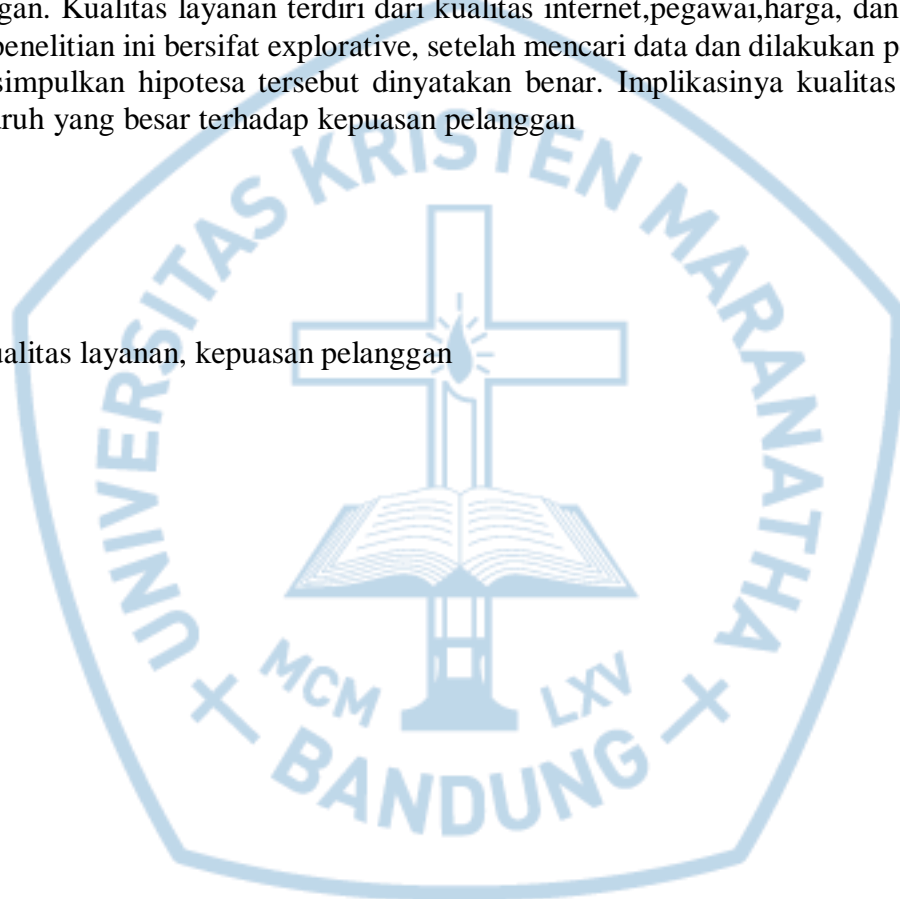 gan. Kualitas layanan terdiri dari kualitas internet,pegawai,harga, dan
penelitian ini bersifat explorative, setelah mencari data dan dilakukan p
simpulkan hipotesa tersebut dinyatakan benar. Implikasinya kualitas
ruh yang besar terhadap kepuasan pelanggan
UNIVERSITAS KRISTEN MARANATHA
alitas layanan, kepuasan pelanggan
MCM LXV
BANDUNG